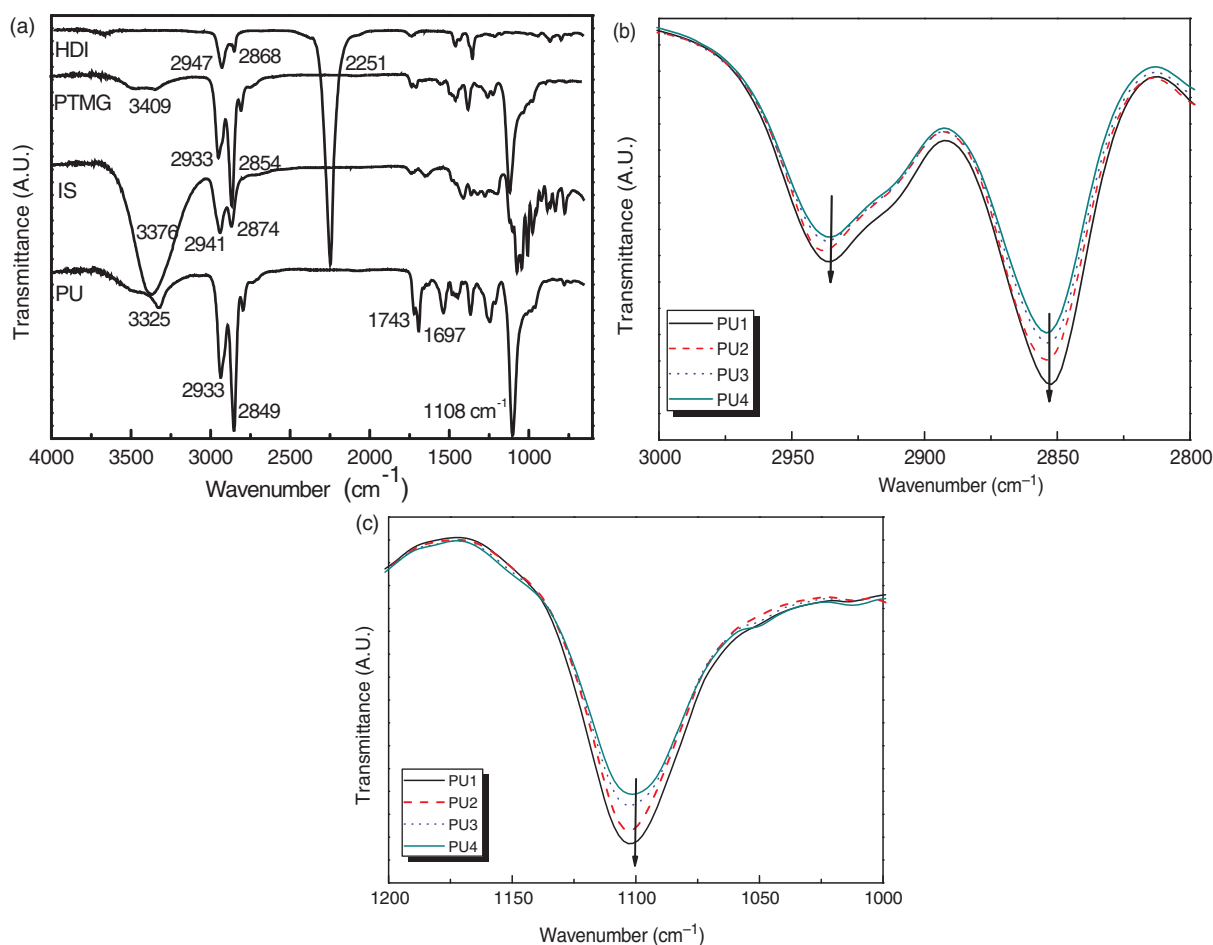 (a)
HDI
2947
2868
2251
PTMG
3409
2933
2854
IS
3376
2941
2874
PU
3325
1743
1697
2933
2849
1108 cm⁻¹
4000 3500 3000 2500 2000 1500 1000
Wavenumber (cm⁻¹)
Transmittance (A.U.)
(b)
PU1
PU2
PU3
PU4
3000 2950 2900 2850 2800
Wavenumber (cm⁻¹)
Transmittance (A.U.)
(c)
PU1
PU2
PU3
PU4
1200 1150 1100 1050 1000
Wavenumber (cm⁻¹)
Transmittance (A.U.)